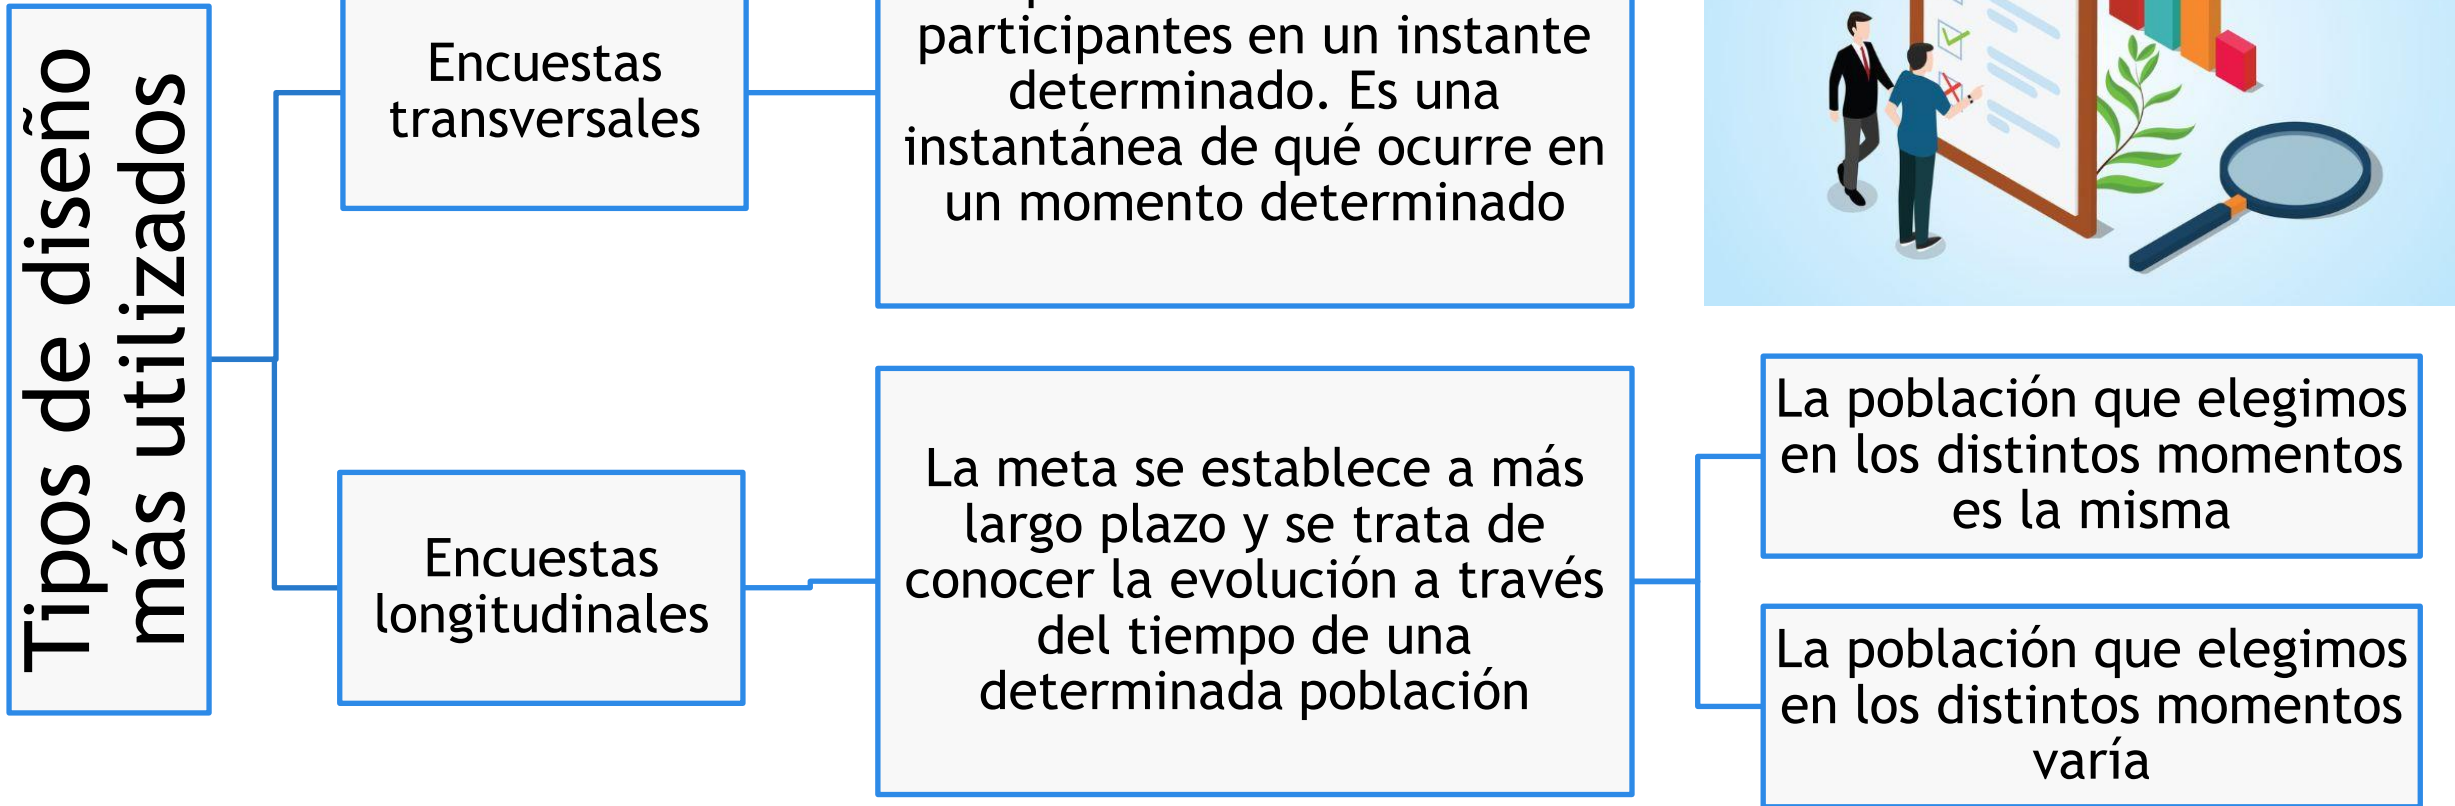 Tipos de diseño
más utilizados
Encuestas
transversales
participantes en un instante
determinado. Es una
instantánea de qué ocurre en
un momento determinado
Encuestas
longitudinales
La meta se establece a más
largo plazo y se trata de
conocer la evolución a través
del tiempo de una
determinada población
La población que elegimos
en los distintos momentos
es la misma
La población que elegimos
en los distintos momentos
varía